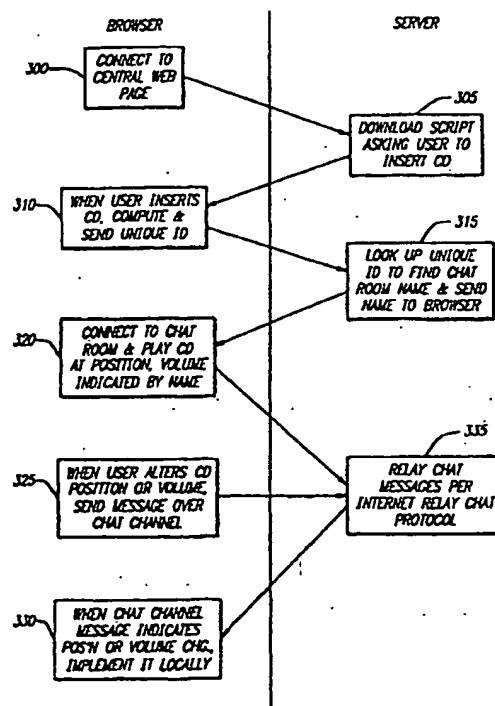 BROWSER
SERVER
300
CONNECT TO
CENTRAL WEB
PAGE
305
DOWNLOAD SCRIPT
ASKING USER TO
INSERT CD
310
WHEN USER INSERTS
CD, COMPUTE &
SEND UNIQUE ID
315
LOOK UP UNIQUE
ID TO FIND CHAT
ROOM NAME & SEND
NAME TO BROWSER
320
CONNECT TO CHAT
ROOM & PLAY CD
AT POSITION, VOLUME
INDICATED BY NAME
325
WHEN USER ALTERS CD
POSITION OR VOLUME,
SEND MESSAGE OVER
CHAT CHANNEL
335
RELAY CHAT
MESSAGES PER
INTERNET RELAY CHAT
PROTOCOL
330
WHEN CHAT CHANNEL
MESSAGE INDICATES
POS'N OR VOLUME CHG.,
IMPLEMENT IT LOCALLY